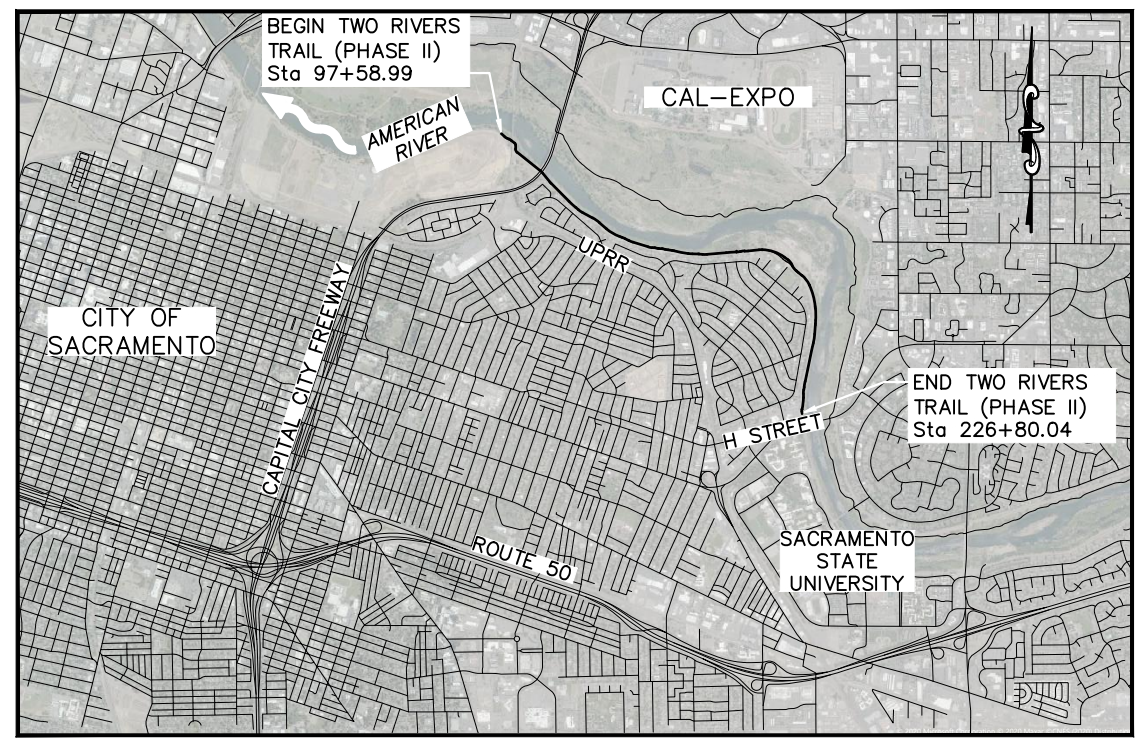 BEGIN TWO RIVERS
TRAIL (PHASE II)
Sta 97+58.99
AMERICAN
RIVER
CAL-EXPO
UPRR
CITY OF
SACRAMENTO
CAPITAL CITY FREEWAY
END TWO RIVERS
TRAIL (PHASE II)
Sta 226+80.04
H STREET
ROUTE 50
SACRAMENTO
STATE
UNIVERSITY